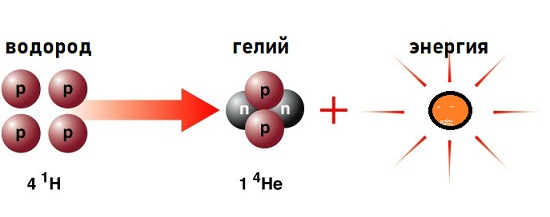 водород
гелий
энергия
p p
p
p p
n n
p
+
4 ¹H
1 ⁴He